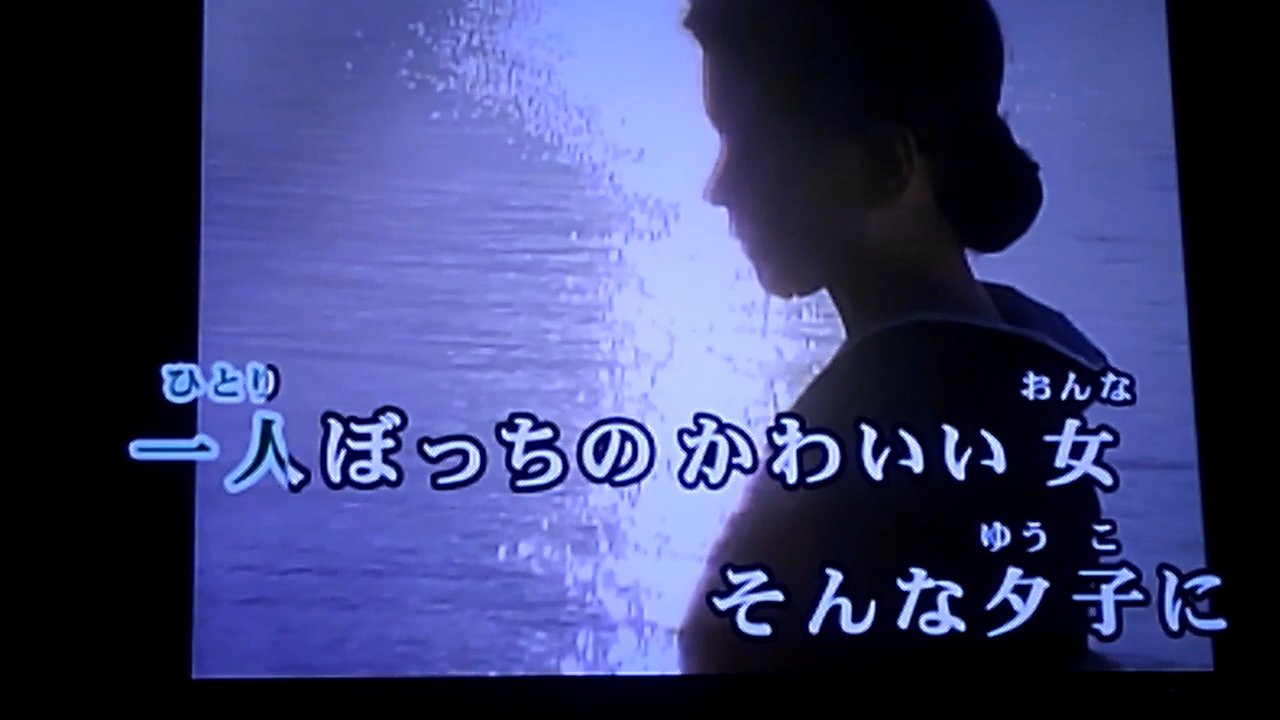 ひとり おんな
一人ぼっちの かわいい 女
ゆう こ
そんな夕子に